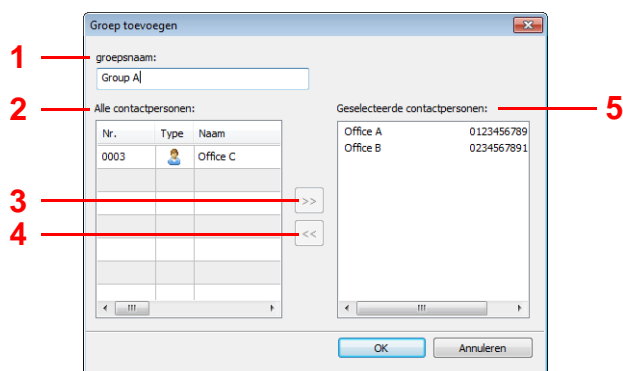 Groep toevoegen
1 groepsnaam:
Group A
2 Alle contactpersonen: Geselecteerde contactpersonen: 5
Nr. Type Naam
0003 Office C
Office A 0123456789
Office B 0234567891
3 >>
4 <<
OK Annuleren